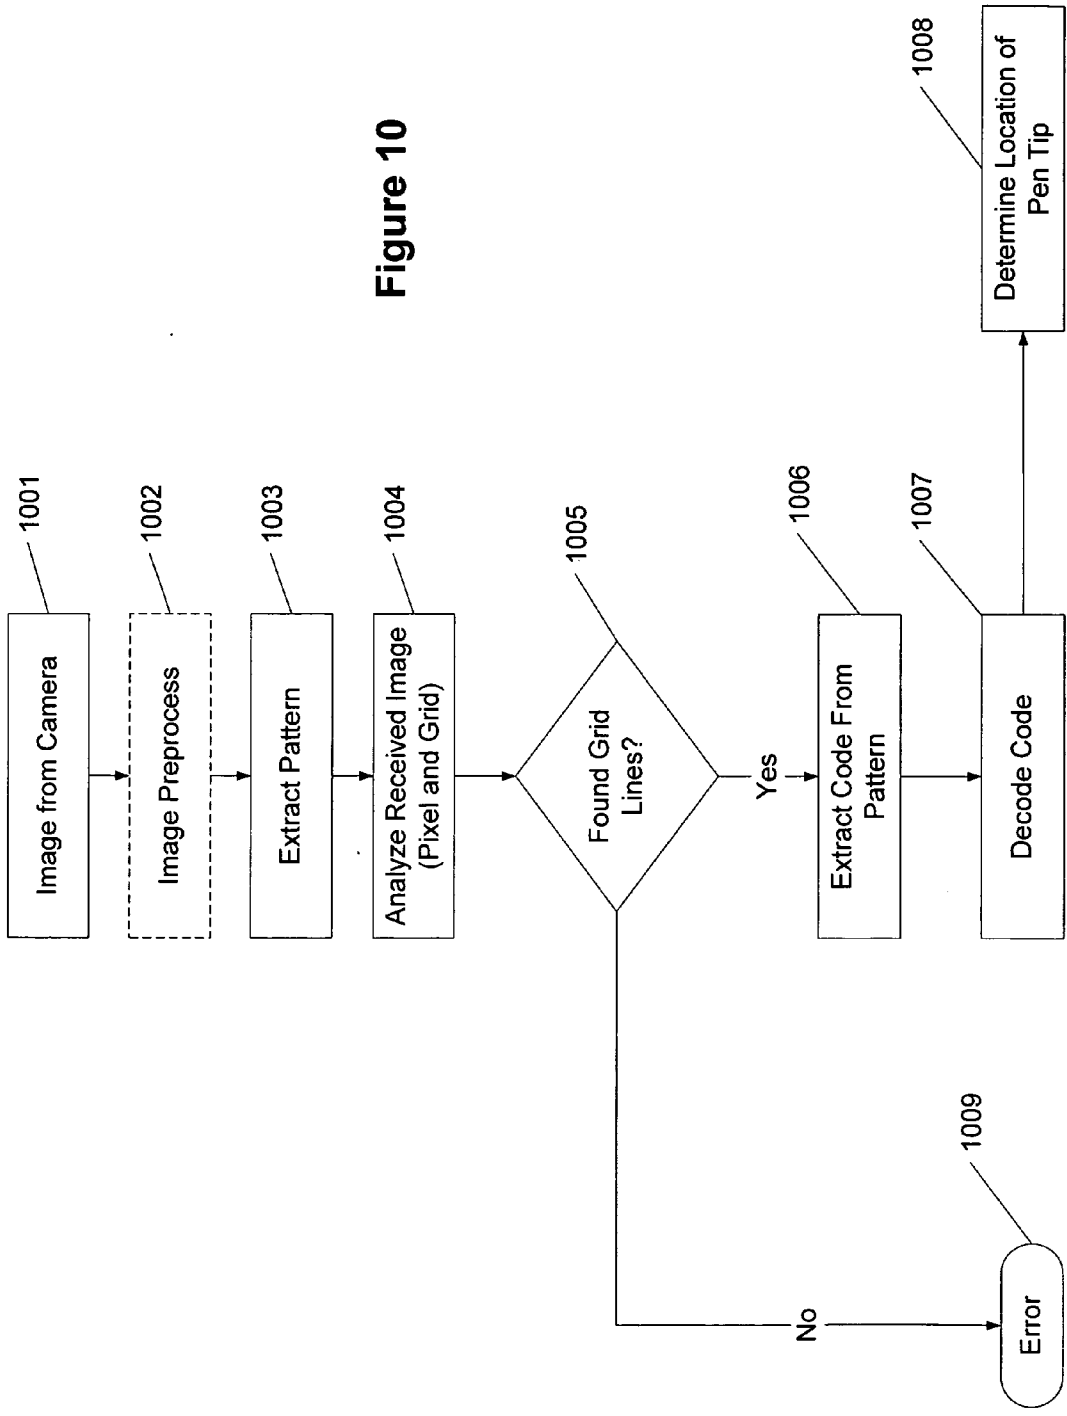 Figure 10
Image from Camera
1001
Image Preprocess
1002
Extract Pattern
1003
Analyze Received Image
(Pixel and Grid)
1004
Found Grid
Lines?
1005
Yes
No
Extract Code From
Pattern
1006
Decode Code
1007
Determine Location of
Pen Tip
1008
Error
1009